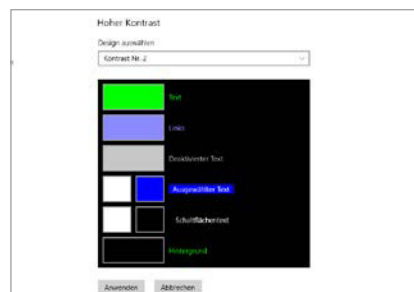 Hoher Kontrast
Design auswählen
Kontrast Nr. 2
Text
Links
Deaktivierter Text
Ausgewählter Text
Schaltflächentext
Hintergrund
Anwenden Abbrechen